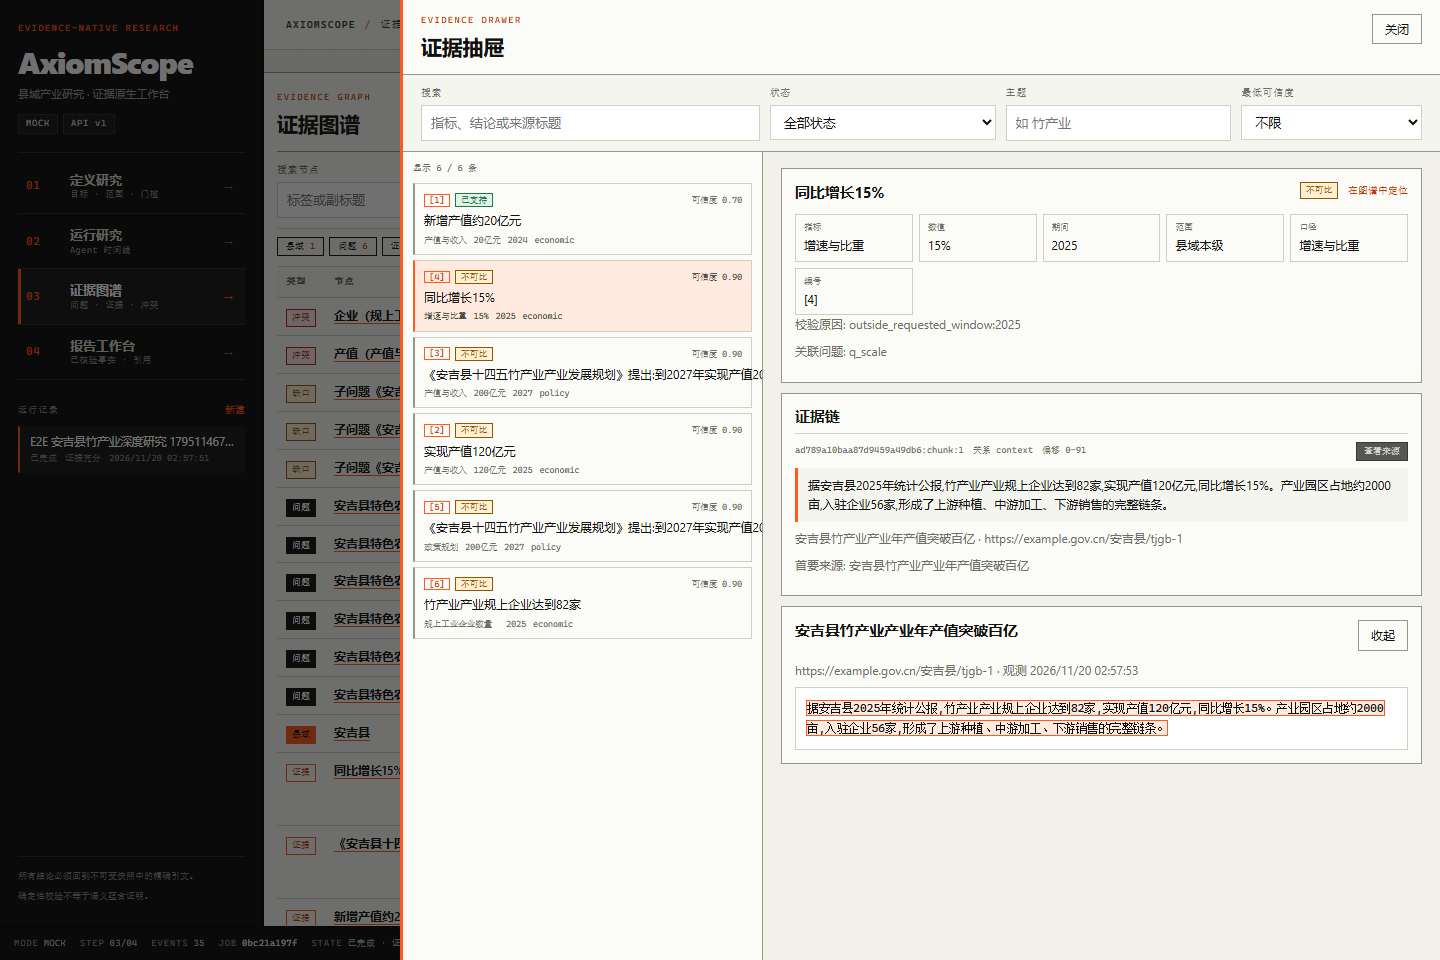 EVIDENCE-NATIVE RESEARCH
AxiomScope
县域产业研究 · 证据原生工作台
MOCK
API v1
01
定义研究
目标 · 范围 · 门槛
→
02
运行研究
Agent 时间线
→
03
证据图谱
问题 · 证据 · 冲突
→
04
报告工作台
已核验事实 · 引用
→
运行记录
新建
E2E 安吉县竹产业深度研究 179511467...
已完成 · 证据充分 · 2026/11/20 02:57:51
所有结论必须回到不可变快照中的精确引文。
确定性校验不等于语义蕴含证明。
MODE MOCK STEP 03/04 EVENTS 35 JOB 0bc21a197f STATE 已完成 · 证
AXIOMSCOPE / 证据
EVIDENCE GRAPH
证据图谱
搜索节点
标签或副标题
县域 1
问题 6
证
类型 节点
冲突 企业（规上工
冲突 产值（产值与
缺口 子问题《安吉
缺口 子问题《安吉
缺口 子问题《安吉
问题 安吉县特色农
问题 安吉县特色农
问题 安吉县特色农
问题 安吉县特色农
问题 安吉县特色农
问题 安吉县特色农
县域 安吉县
证据 同比增长15%
证据 《安吉县十四
证据 新增产值约2
EVIDENCE DRAWER
证据抽屉
关闭
搜索
指标、结论或来源标题
状态
全部状态
主题
如 竹产业
最低可信度
不限
显示 6 / 6 条
[1] 已支持 可信度 0.70
新增产值约20亿元
产值与收入 20亿元 2024 economic
[4] 不可比 可信度 0.90
同比增长15%
增速与比重 15% 2025 economic
[3] 不可比 可信度 0.90
《安吉县十四五竹产业产业发展规划》提出:到2027年实现产值20
产值与收入 200亿元 2027 policy
[2] 不可比 可信度 0.90
实现产值120亿元
产值与收入 120亿元 2025 economic
[5] 不可比 可信度 0.90
《安吉县十四五竹产业产业发展规划》提出:到2027年实现产值20
政策规划 200亿元 2027 policy
[6] 不可比 可信度 0.90
竹产业产业规上企业达到82家
规上工业企业数量 2025 economic
同比增长15%
不可比
在图谱中定位
指标
增速与比重
数值
15%
期间
2025
范围
县域本级
口径
增速与比重
编号
[4]
校验原因: outside_requested_window:2025
关联问题: q_scale
证据链
ad789a10baa87d9459a49db6:chunk:1 关系 context 偏移 0-91
查看来源
据安吉县2025年统计公报,竹产业产业规上企业达到82家,实现产值120亿元,同比增长15%。产业园区占地约2000
亩,入驻企业56家,形成了上游种植、中游加工、下游销售的完整链条。
安吉县竹产业产业年产值突破百亿 · https://example.gov.cn/安吉县/tjgb-1
首要来源: 安吉县竹产业产业年产值突破百亿
安吉县竹产业产业年产值突破百亿
收起
https://example.gov.cn/安吉县/tjgb-1 · 观测 2026/11/20 02:57:53
据安吉县2025年统计公报,竹产业产业规上企业达到82家,实现产值120亿元,同比增长15%。产业园区占地约2000
亩,入驻企业56家,形成了上游种植、中游加工、下游销售的完整链条。